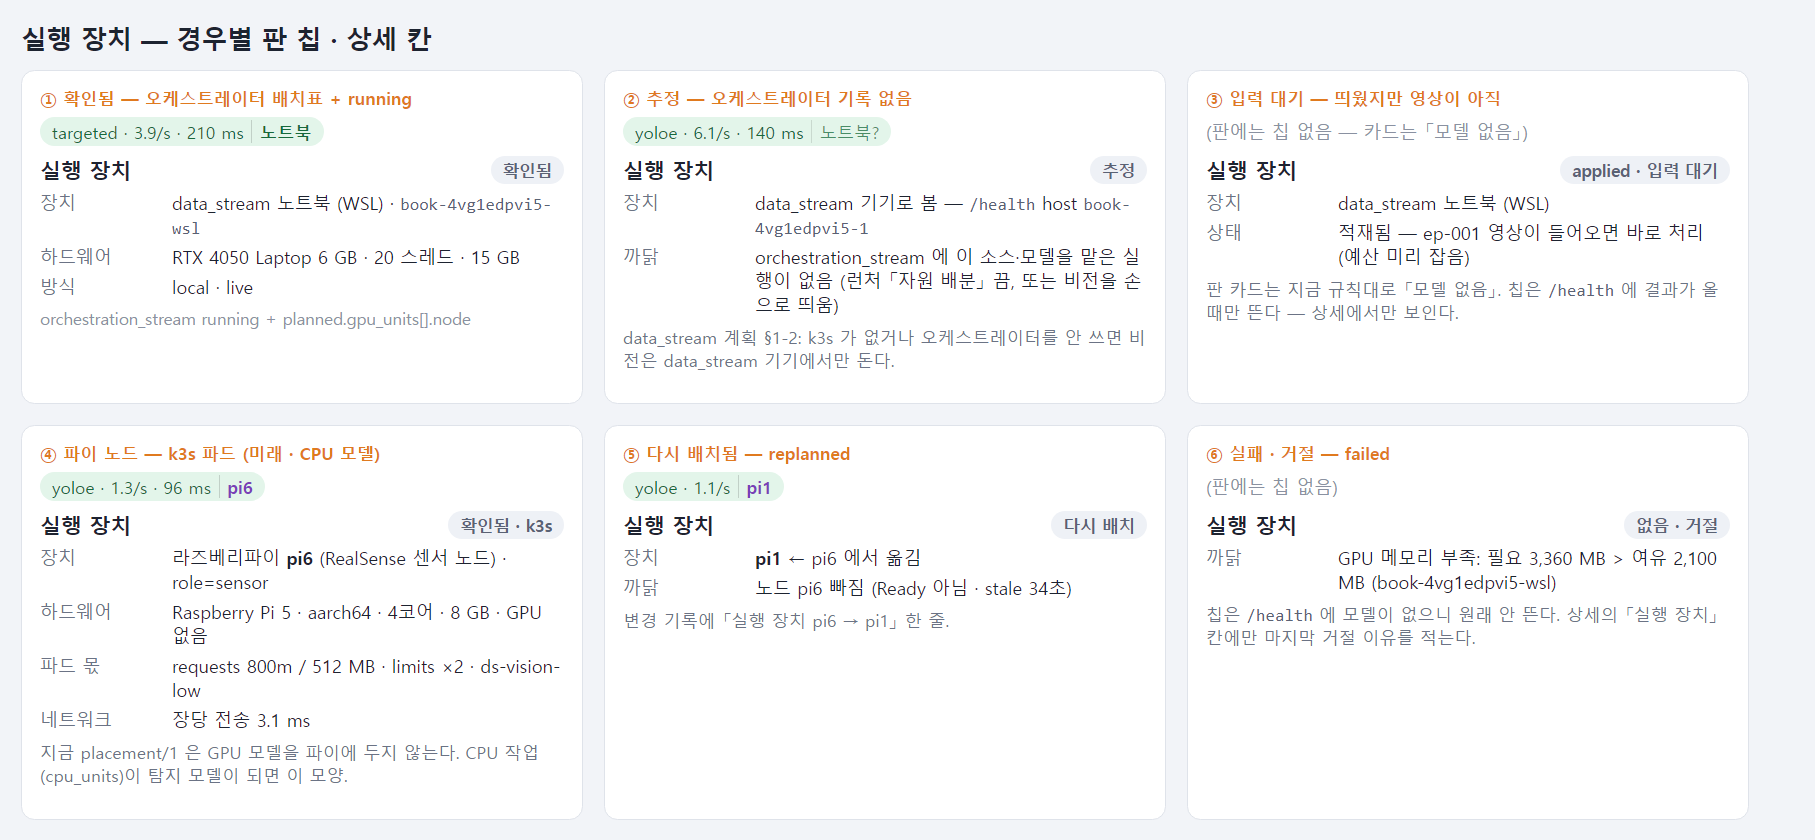 실행 장치 — 경우별 판 칩 · 상세 칸
① 확인됨 — 오케스트레이터 배치표 + running
targeted · 3.9/s · 210 ms | 노트북
실행 장치
확인됨
장치
data_stream 노트북 (WSL) · book-4vg1edpvi5-
wsl
하드웨어
RTX 4050 Laptop 6 GB · 20 스레드 · 15 GB
방식
local · live
orchestration_stream running + planned.gpu_units[].node
② 추정 — 오케스트레이터 기록 없음
yoloe · 6.1/s · 140 ms | 노트북?
실행 장치
추정
장치
data_stream 기기로 봄 — /health host book-
4vg1edpvi5-1
까닭
orchestration_stream 에 이 소스·모델을 맡은 실
행이 없음 (런처 「자원 배분」 끔, 또는 비전을 손
으로 띄움)
data_stream 계획 §1-2: k3s 가 없거나 오케스트레이터를 안 쓰면 비
전은 data_stream 기기에서만 돈다.
③ 입력 대기 — 띄웠지만 영상이 아직
(판에는 칩 없음 — 카드는 「모델 없음」)
실행 장치
applied · 입력 대기
장치
data_stream 노트북 (WSL)
상태
적재됨 — ep-001 영상이 들어오면 바로 처리
(예산 미리 잡음)
판 카드는 지금 규칙대로 「모델 없음」. 칩은 /health 에 결과가 올
때만 뜬다 — 상세에서만 보인다.
④ 파이 노드 — k3s 파드 (미래 · CPU 모델)
yoloe · 1.3/s · 96 ms | pi6
실행 장치
확인됨 · k3s
장치
라즈베리파이 pi6 (RealSense 센서 노드) ·
role=sensor
하드웨어
Raspberry Pi 5 · aarch64 · 4코어 · 8 GB · GPU
없음
파드 몫
requests 800m / 512 MB · limits ×2 · ds-vision-
low
네트워크
장당 전송 3.1 ms
지금 placement/1 은 GPU 모델을 파이에 두지 않는다. CPU 작업
(cpu_units)이 탐지 모델이 되면 이 모양.
⑤ 다시 배치됨 — replanned
yoloe · 1.1/s | pi1
실행 장치
다시 배치
장치
pi1 ← pi6 에서 옮김
까닭
노드 pi6 빠짐 (Ready 아님 · stale 34초)
변경 기록에 「실행 장치 pi6 → pi1」 한 줄.
⑥ 실패 · 거절 — failed
(판에는 칩 없음)
실행 장치
없음 · 거절
까닭
GPU 메모리 부족: 필요 3,360 MB > 여유 2,100
MB (book-4vg1edpvi5-wsl)
칩은 /health 에 모델이 없으니 원래 안 뜬다. 상세의 「실행 장치」
칸에만 마지막 거절 이유를 적는다.